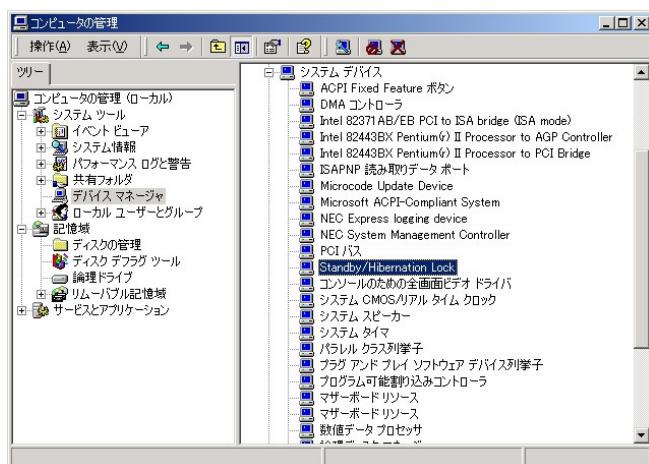 コンピュータの管理
操作(A) 表示(V)
ツリー
コンピュータの管理 (ローカル)
システム ツール
イベント ビューア
システム情報
パフォーマンス ログと警告
共有フォルダ
デバイス マネージャ
ローカル ユーザーとグループ
記憶域
ディスクの管理
ディスク デフラグ ツール
論理ドライブ
リムーバブル記憶域
サービスとアプリケーション
システム デバイス
ACPI Fixed Feature ボタン
DMA コントローラ
Intel 82371AB/EB PCI to ISA bridge (ISA mode)
Intel 82443BX Pentium(r) II Processor to AGP Controller
Intel 82443BX Pentium(r) II Processor to PCI Bridge
ISAPNP 読み取りデータ ポート
Microcode Update Device
Microsoft ACPI-Compliant System
NEC Express logging device
NEC System Management Controller
PCI バス
Standby/Hibernation Lock
コンソールのための全画面ビデオ ドライバ
システム CMOS/リアル タイム クロック
システム スピーカー
システム タイマ
パラレル クラス列挙子
プラグ アンド プレイ ソフトウェア デバイス列挙子
プログラム可能割り込みコントローラ
マザーボード リソース
マザーボード リソース
数値データ プロセッサ